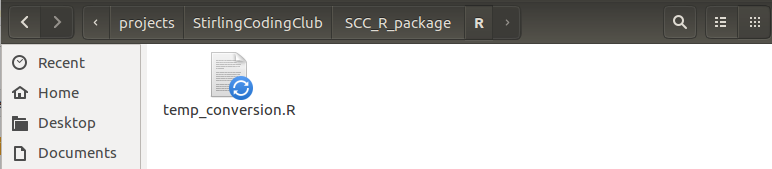 projects StirlingCodingClub SCC_R_package R
Recent
Home
Desktop
Documents
temp_conversion.R